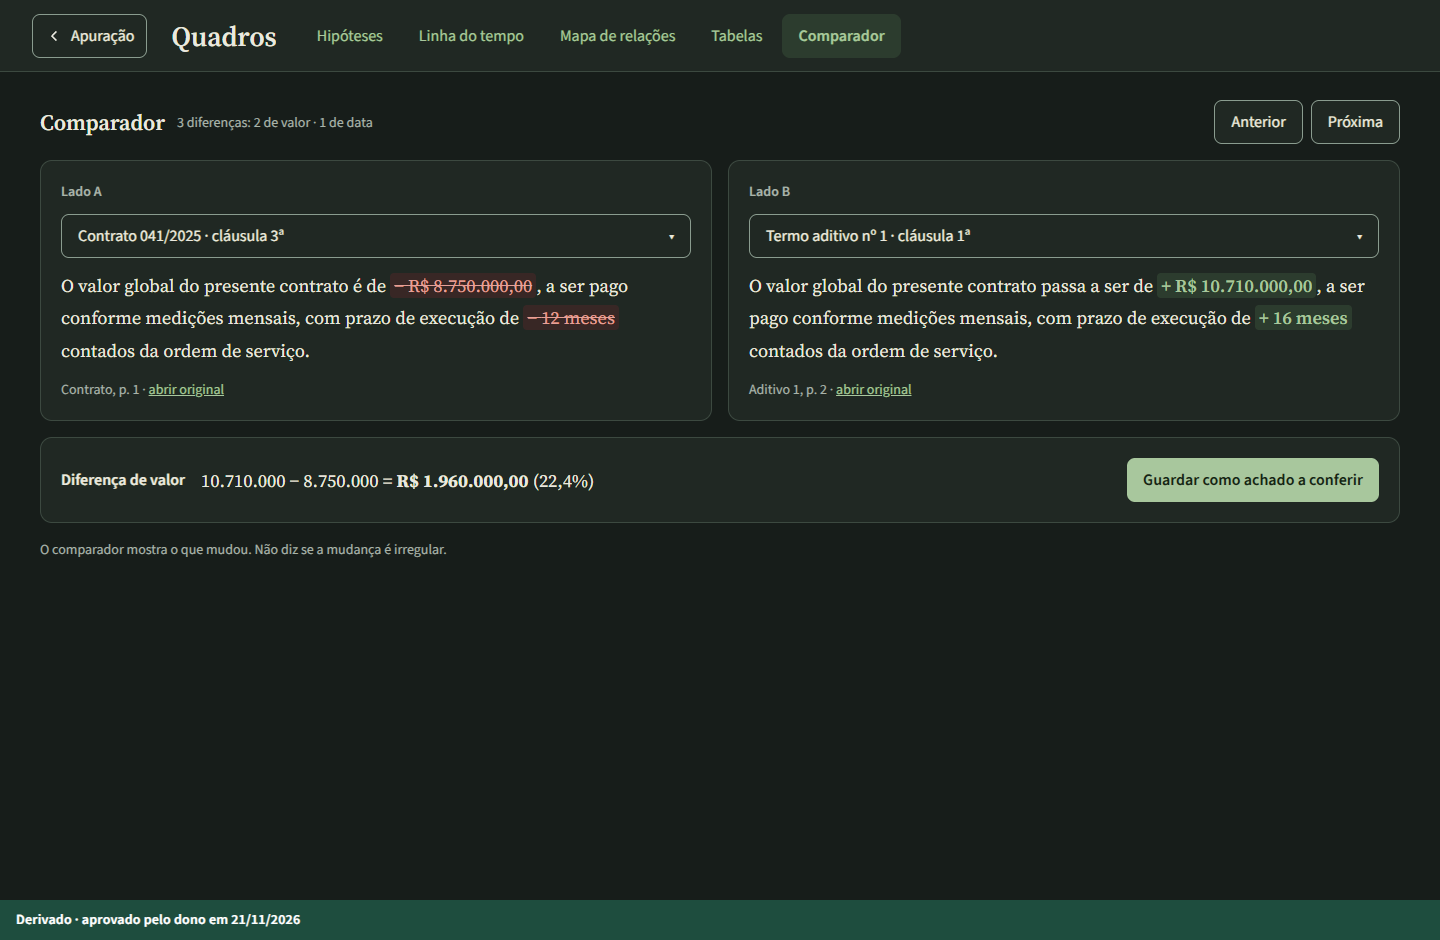 Apuração
Quadros
Hipóteses
Linha do tempo
Mapa de relações
Tabelas
Comparador
Comparador
3 diferenças: 2 de valor · 1 de data
Anterior
Próxima
Lado A
Contrato 041/2025 · cláusula 3ª
O valor global do presente contrato é de − R$ 8.750.000,00 , a ser pago
conforme medições mensais, com prazo de execução de − 12 meses
contados da ordem de serviço.
Contrato, p. 1 · abrir original
Lado B
Termo aditivo nº 1 · cláusula 1ª
O valor global do presente contrato passa a ser de + R$ 10.710.000,00 , a ser
pago conforme medições mensais, com prazo de execução de + 16 meses
contados da ordem de serviço.
Aditivo 1, p. 2 · abrir original
Diferença de valor 10.710.000 − 8.750.000 = R$ 1.960.000,00 (22,4%)
Guardar como achado a conferir
O comparador mostra o que mudou. Não diz se a mudança é irregular.
Derivado · aprovado pelo dono em 21/11/2026